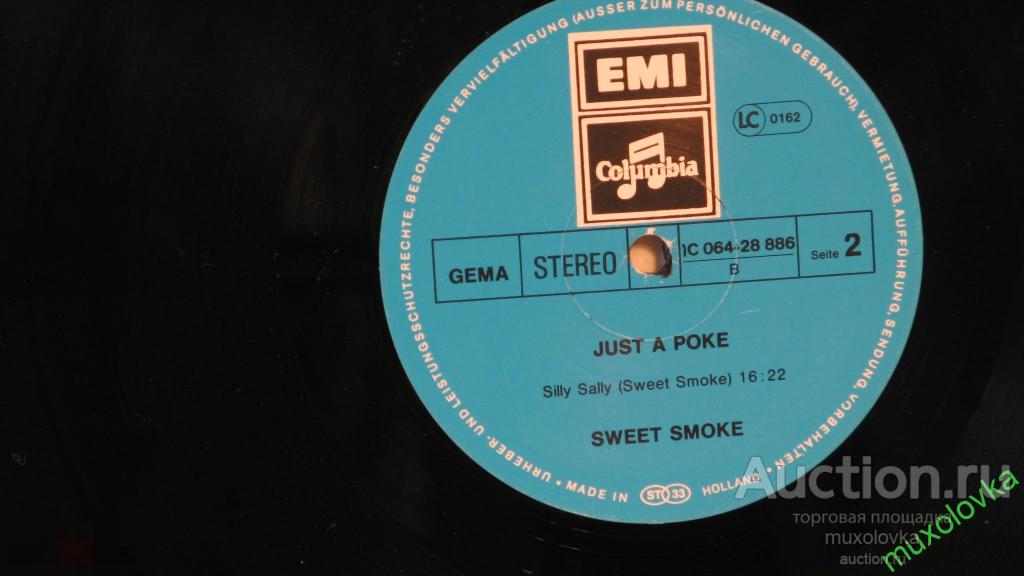 URHEBER- UND LEISTUNGSSCHUTZRECHTE, BESONDERS VERVIELFÄLTIGUNG (AUSSER ZUM PERSÖNLICHEN GEBRAUCH), VERMIETUNG, AUFFÜHRUNG, SENDUNG, VORBEHALTEN •
EMI
LC 0162
Columbia
GEMA
STEREO
1C 064-28 886
B
Seite 2
JUST A POKE
Silly Sally (Sweet Smoke) 16:22
SWEET SMOKE
• MADE IN ST 33 HOLLAND •
Auction.ru
торговая площадка
muxolovka
auction.ru
muxolovka